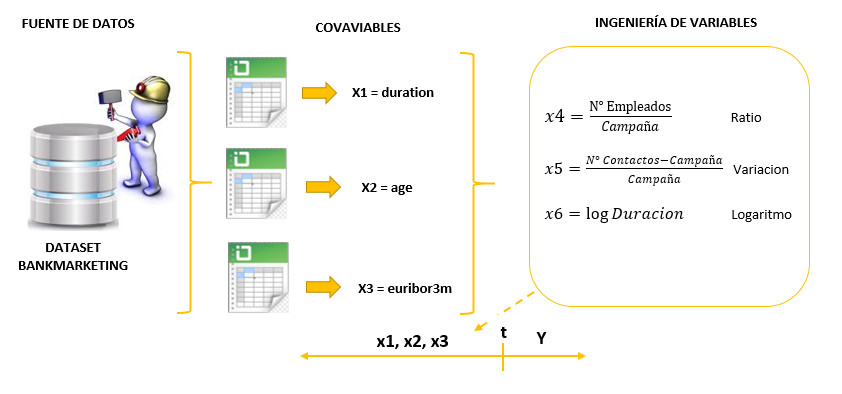 FUENTE DE DATOS
DATASET
BANKMARKETING
COVAVIABLES
X1 = duration
X2 = age
X3 = euribor3m
INGENIERÍA DE VARIABLES
x4 = N° Empleados / Campaña Ratio
x5 = N° Contactos−Campaña / Campaña Variacion
x6 = log Duracion Logaritmo
x1, x2, x3 t Y